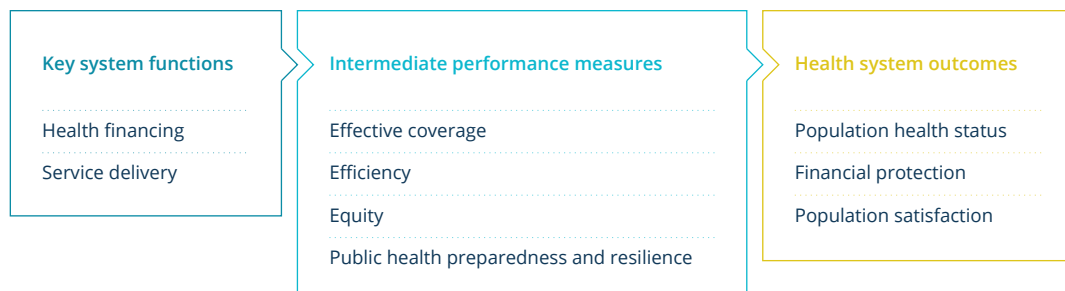 Key system functions
Health financing
Service delivery
Intermediate performance measures
Effective coverage
Efficiency
Equity
Public health preparedness and resilience
Health system outcomes
Population health status
Financial protection
Population satisfaction